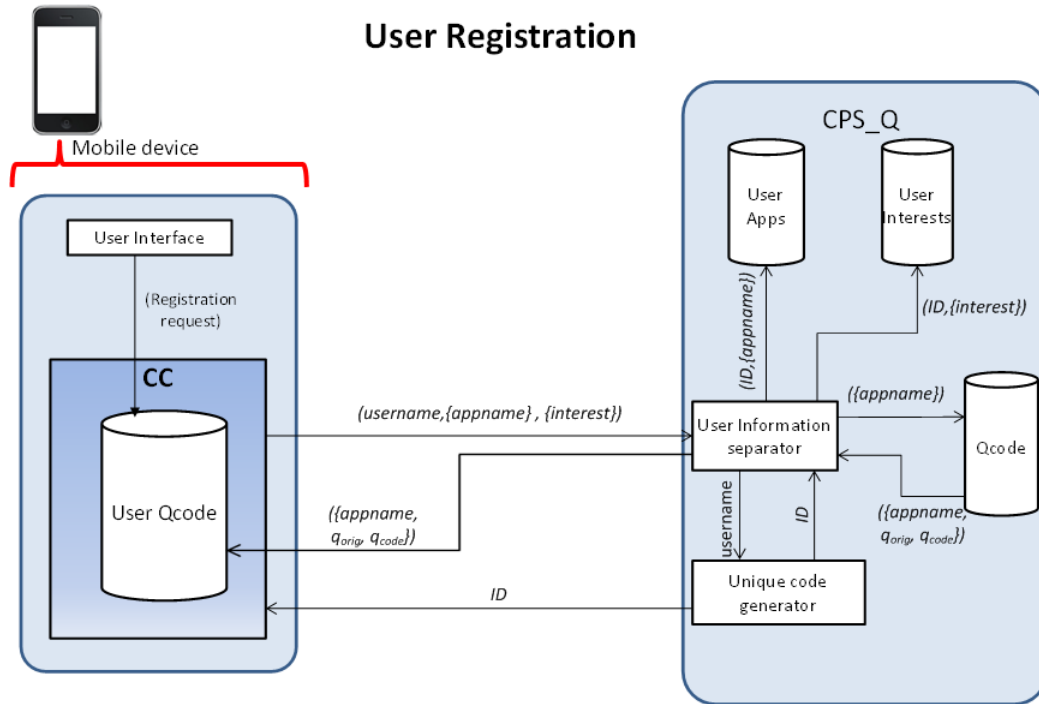 User Registration
Mobile device
CPS_Q
User
Apps
User
Interests
User Interface
(Registration
request)
(ID,{appname})
(ID,{interest})
CC
(username,{appname} , {interest})
({appname})
User Information
separator
Qcode
User Qcode
({appname,
qorig, qcode})
username
ID
({appname,
qorig, qcode})
Unique code
generator
ID